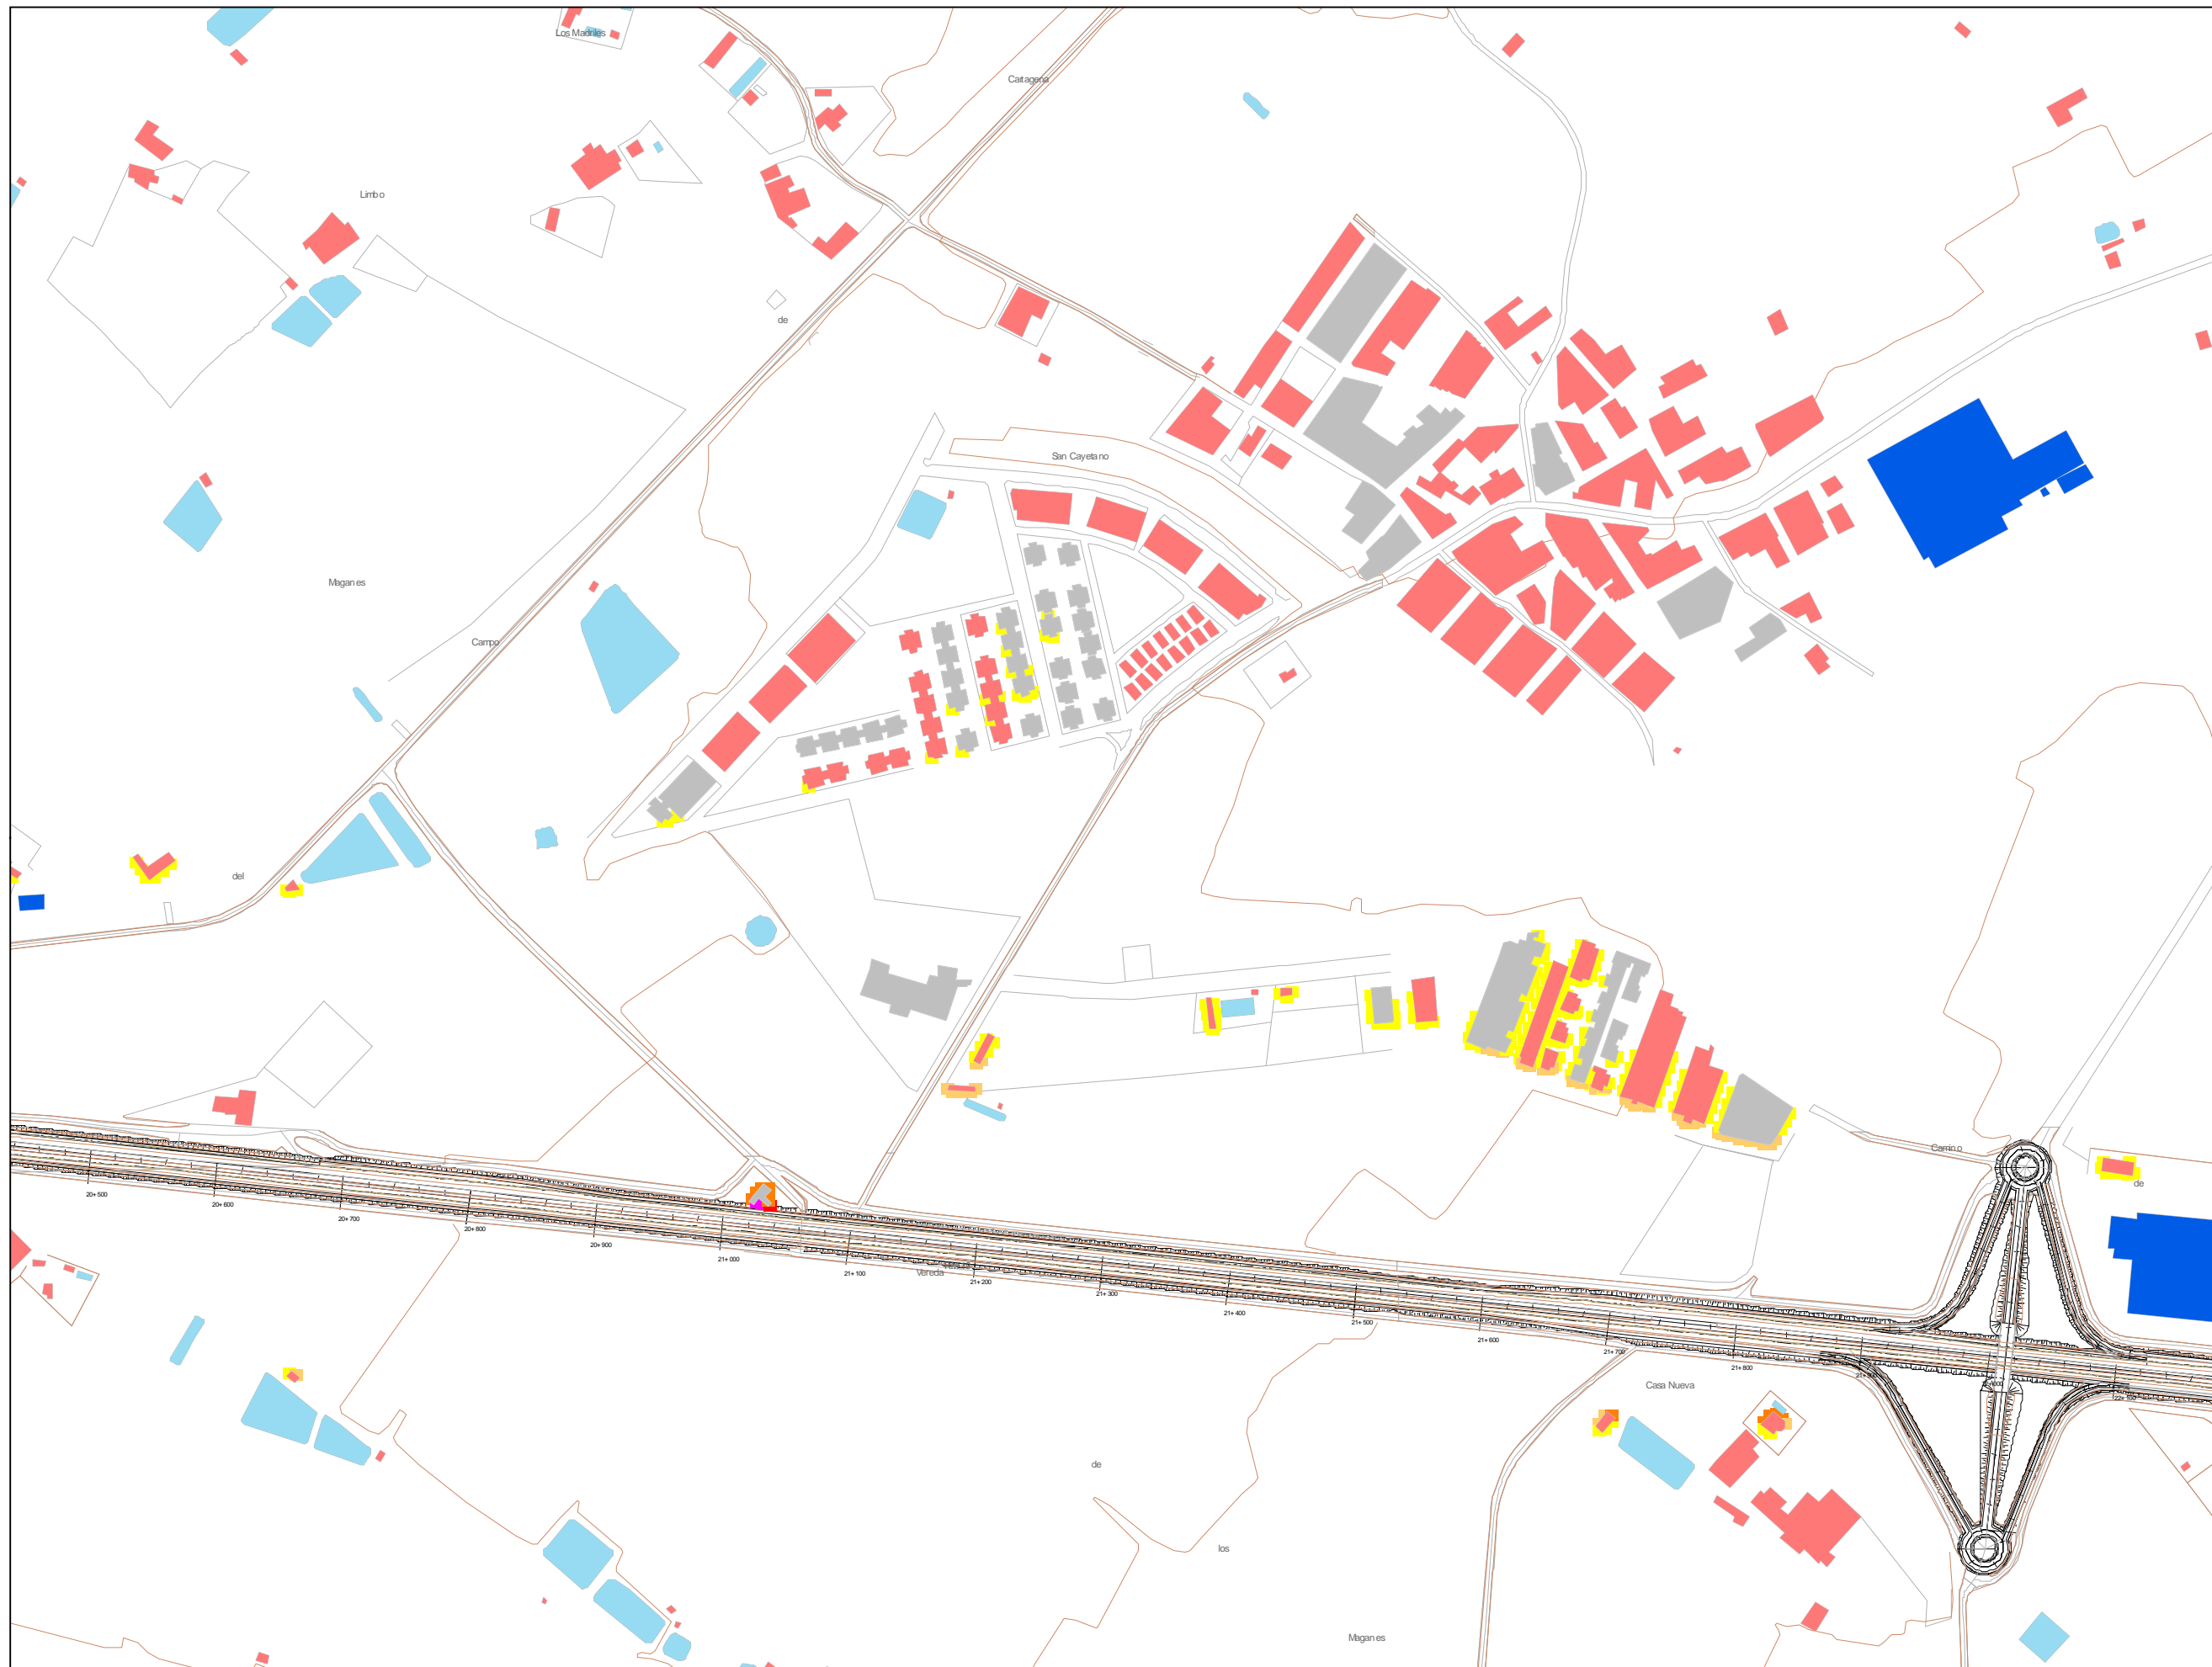 Los Madriles
Cartagena
Limbo
de
San Cayetano
Maganes
Campo
del
Camino
de
20+500
20+600
20+700
20+800
20+900
21+000
21+100
Vereda
21+200
21+300
21+400
21+500
21+600
21+700
21+800
Casa Nueva
de
los
Maganes